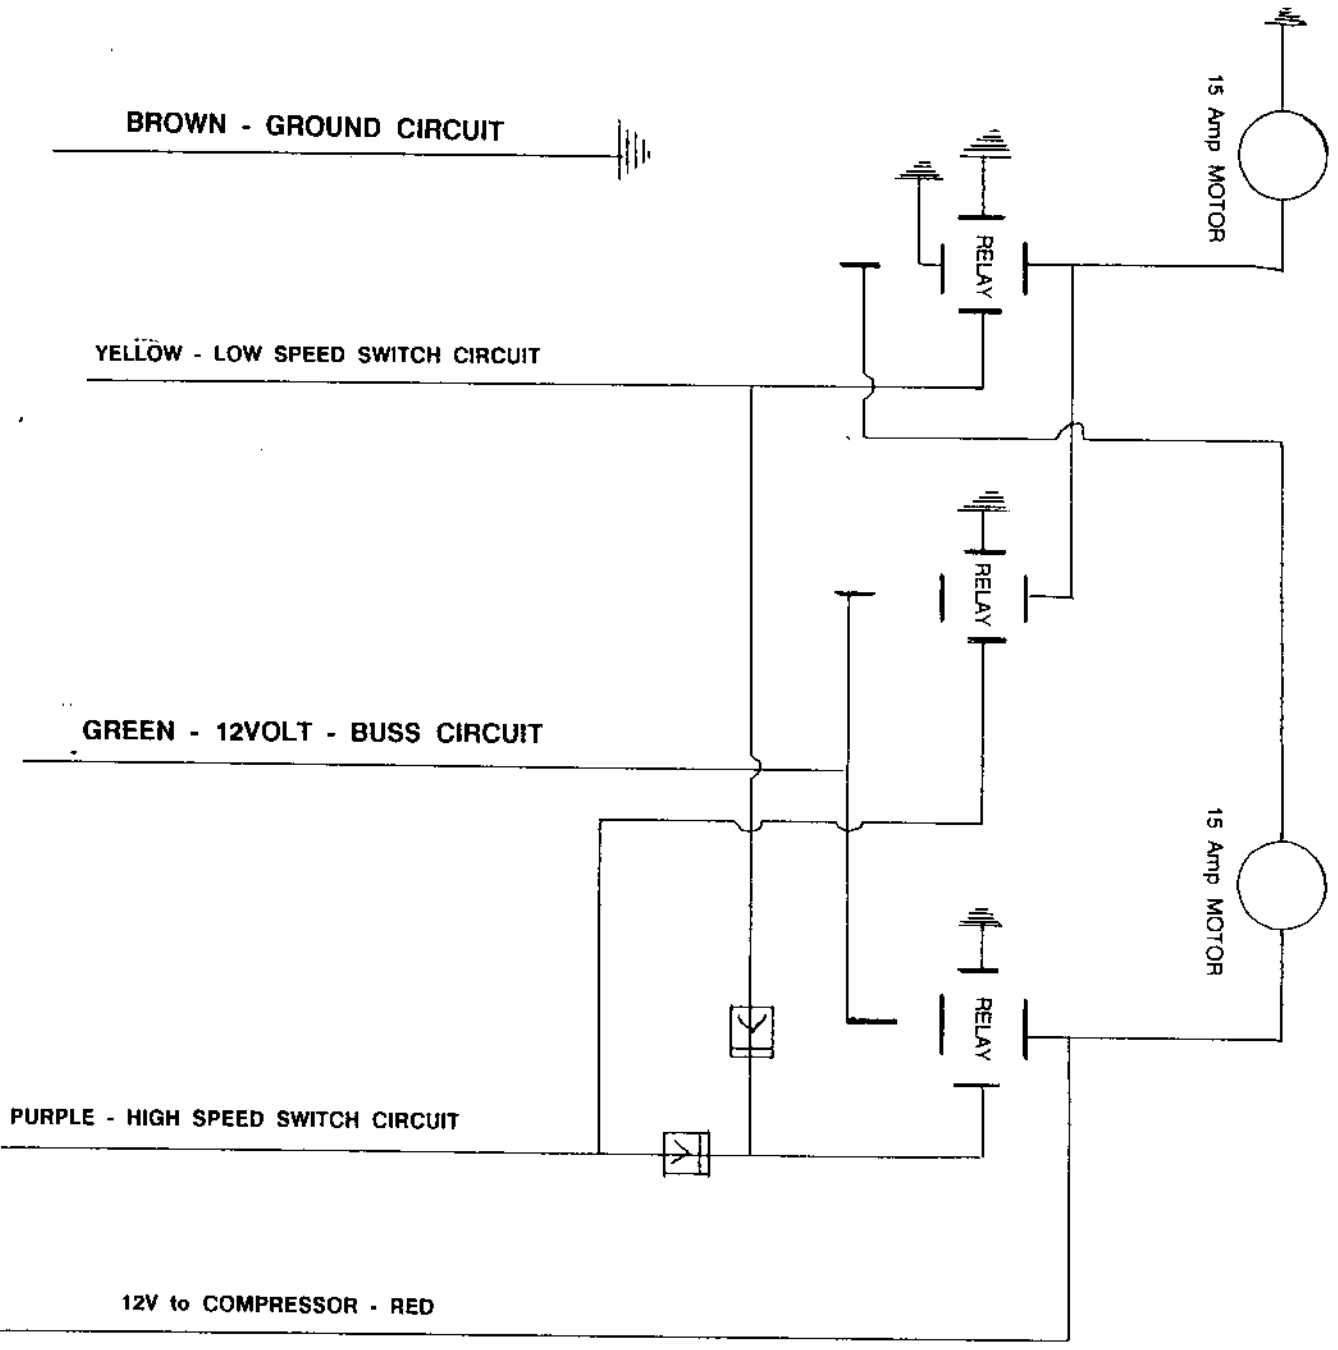 BROWN - GROUND CIRCUIT
15 Amp MOTOR
RELAY
YELLOW - LOW SPEED SWITCH CIRCUIT
RELAY
GREEN - 12VOLT - BUSS CIRCUIT
15 Amp MOTOR
RELAY
PURPLE - HIGH SPEED SWITCH CIRCUIT
12V to COMPRESSOR - RED